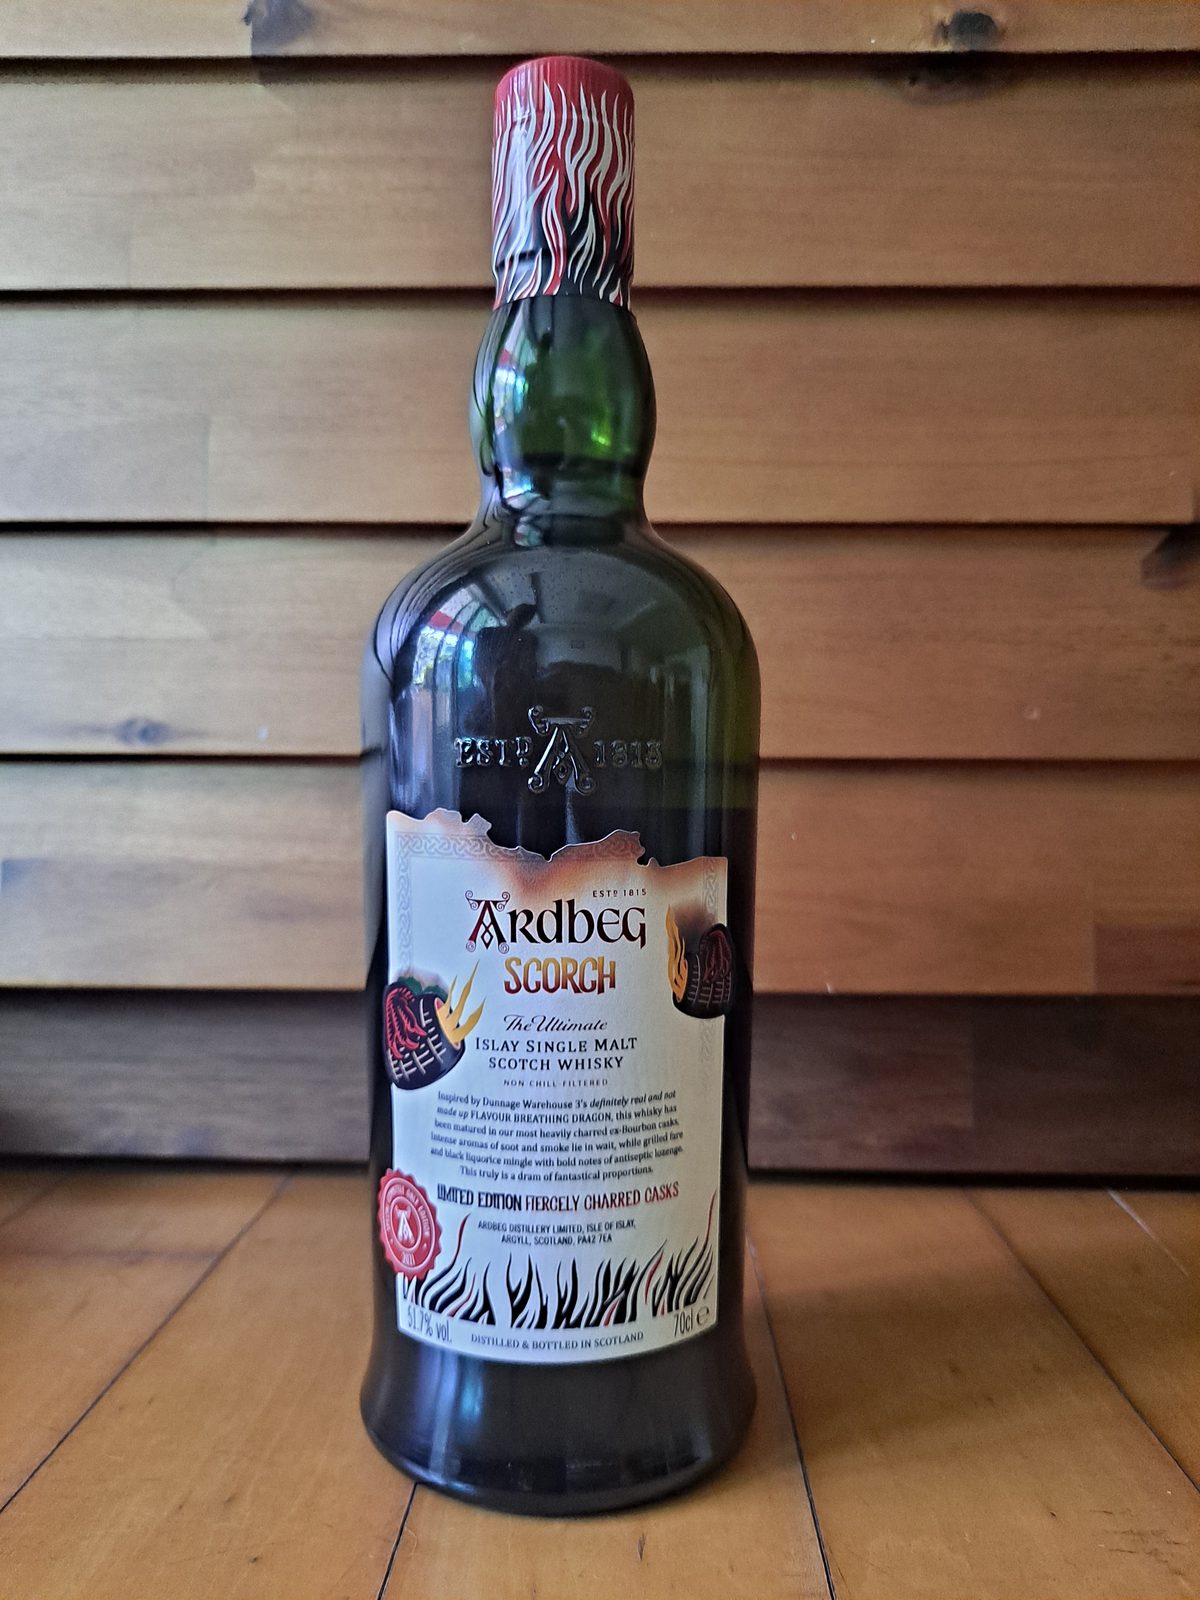 ESTD A 1815
ESTD 1815
ARDBEG
SCORCH
The Ultimate
ISLAY SINGLE MALT
SCOTCH WHISKY
NON CHILL-FILTERED
Inspired by Dunnage Warehouse 3's definitely real and not
made up FLAVOUR BREATHING DRAGON, this whisky has
been matured in our most heavily charred ex-Bourbon casks.
Intense aromas of soot and smoke lie in wait, while grilled fare
and black liquorice mingle with bold notes of antiseptic lozenge.
This truly is a dram of fantastical proportions.
LIMITED EDITION FIERCELY CHARRED CASKS
ARDBEG DISTILLERY LIMITED, ISLE OF ISLAY,
ARGYLL, SCOTLAND, PA42 7EA
A
2021
51.7% vol.
DISTILLED & BOTTLED IN SCOTLAND
70cl ℮